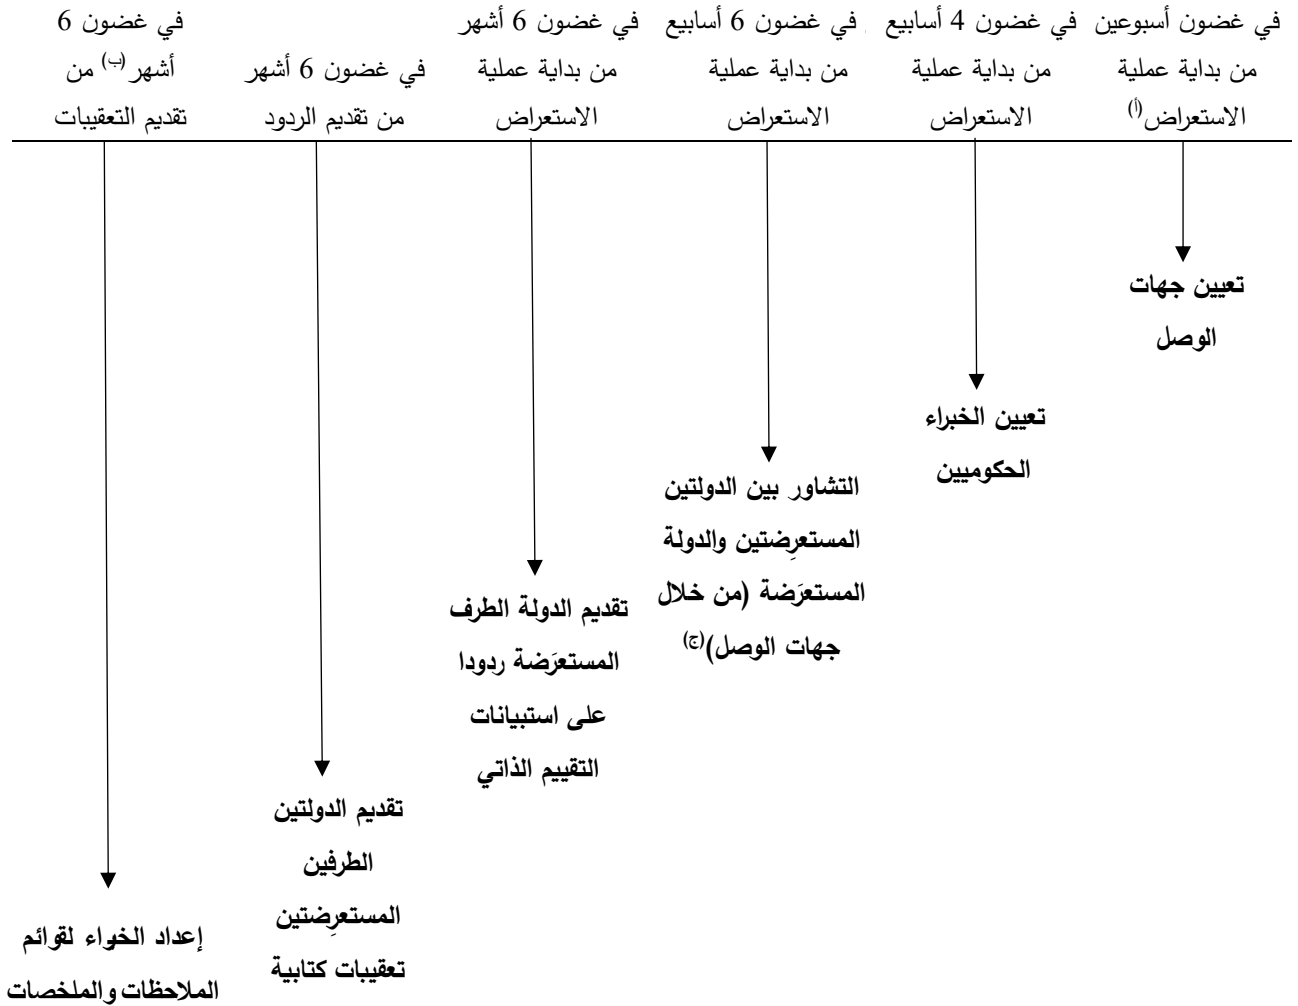 في غضون أسبوعين
من بداية عملية
الاستعراض(أ)
في غضون 4 أسابيع
من بداية عملية
الاستعراض
في غضون 6 أسابيع
من بداية عملية
الاستعراض
في غضون 6 أشهر
من بداية عملية
الاستعراض
في غضون 6 أشهر
من تقديم الردود
في غضون 6
أشهر(ب) من
تقديم التعقيبات
تعيين جهات
الوصل
تعيين الخبراء
الحكوميين
التشاور بين الدولتين
المستعرِضتين والدولة
المستعرَضة (من خلال
جهات الوصل)(ج)
تقديم الدولة الطرف
المستعرَضة ردودا
على استبيانات
التقييم الذاتي
تقديم الدولتين
الطرفين
المستعرِضتين
تعقيبات كتابية
إعداد الخبراء لقوائم
الملاحظات والملخصات